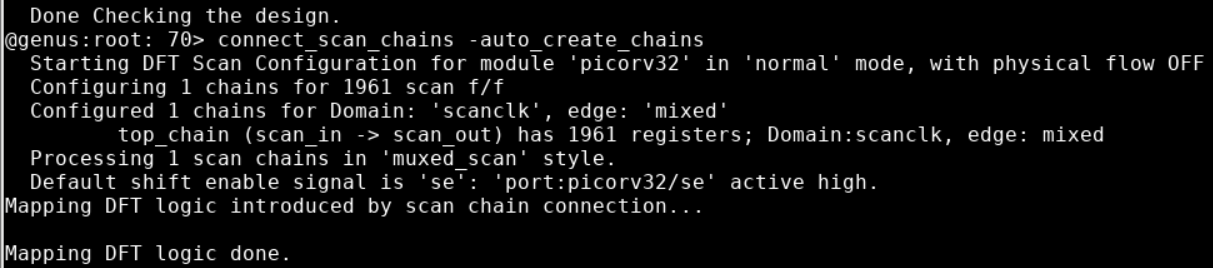 Done Checking the design.
@genus:root: 70> connect_scan_chains -auto_create_chains
Starting DFT Scan Configuration for module 'picorv32' in 'normal' mode, with physical flow OFF
Configuring 1 chains for 1961 scan f/f
Configured 1 chains for Domain: 'scanclk', edge: 'mixed'
top_chain (scan_in -> scan_out) has 1961 registers; Domain:scanclk, edge: mixed
Processing 1 scan chains in 'muxed_scan' style.
Default shift enable signal is 'se': 'port:picorv32/se' active high.
Mapping DFT logic introduced by scan chain connection...
Mapping DFT logic done.